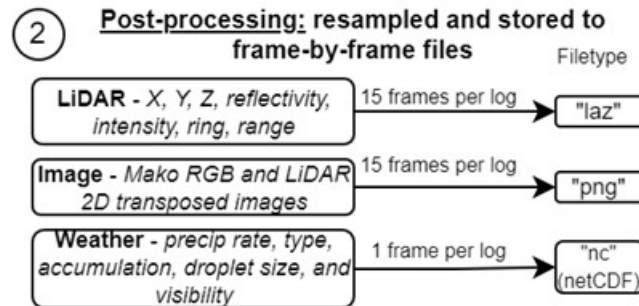 2
Post-processing: resampled and stored to
frame-by-frame files
Filetype
LiDAR - X, Y, Z, reflectivity,
intensity, ring, range
15 frames per log
"laz"
Image - Mako RGB and LiDAR
2D transposed images
15 frames per log
"png"
Weather - precip rate, type,
accumulation, droplet size, and
visibility
1 frame per log
"nc"
(netCDF)